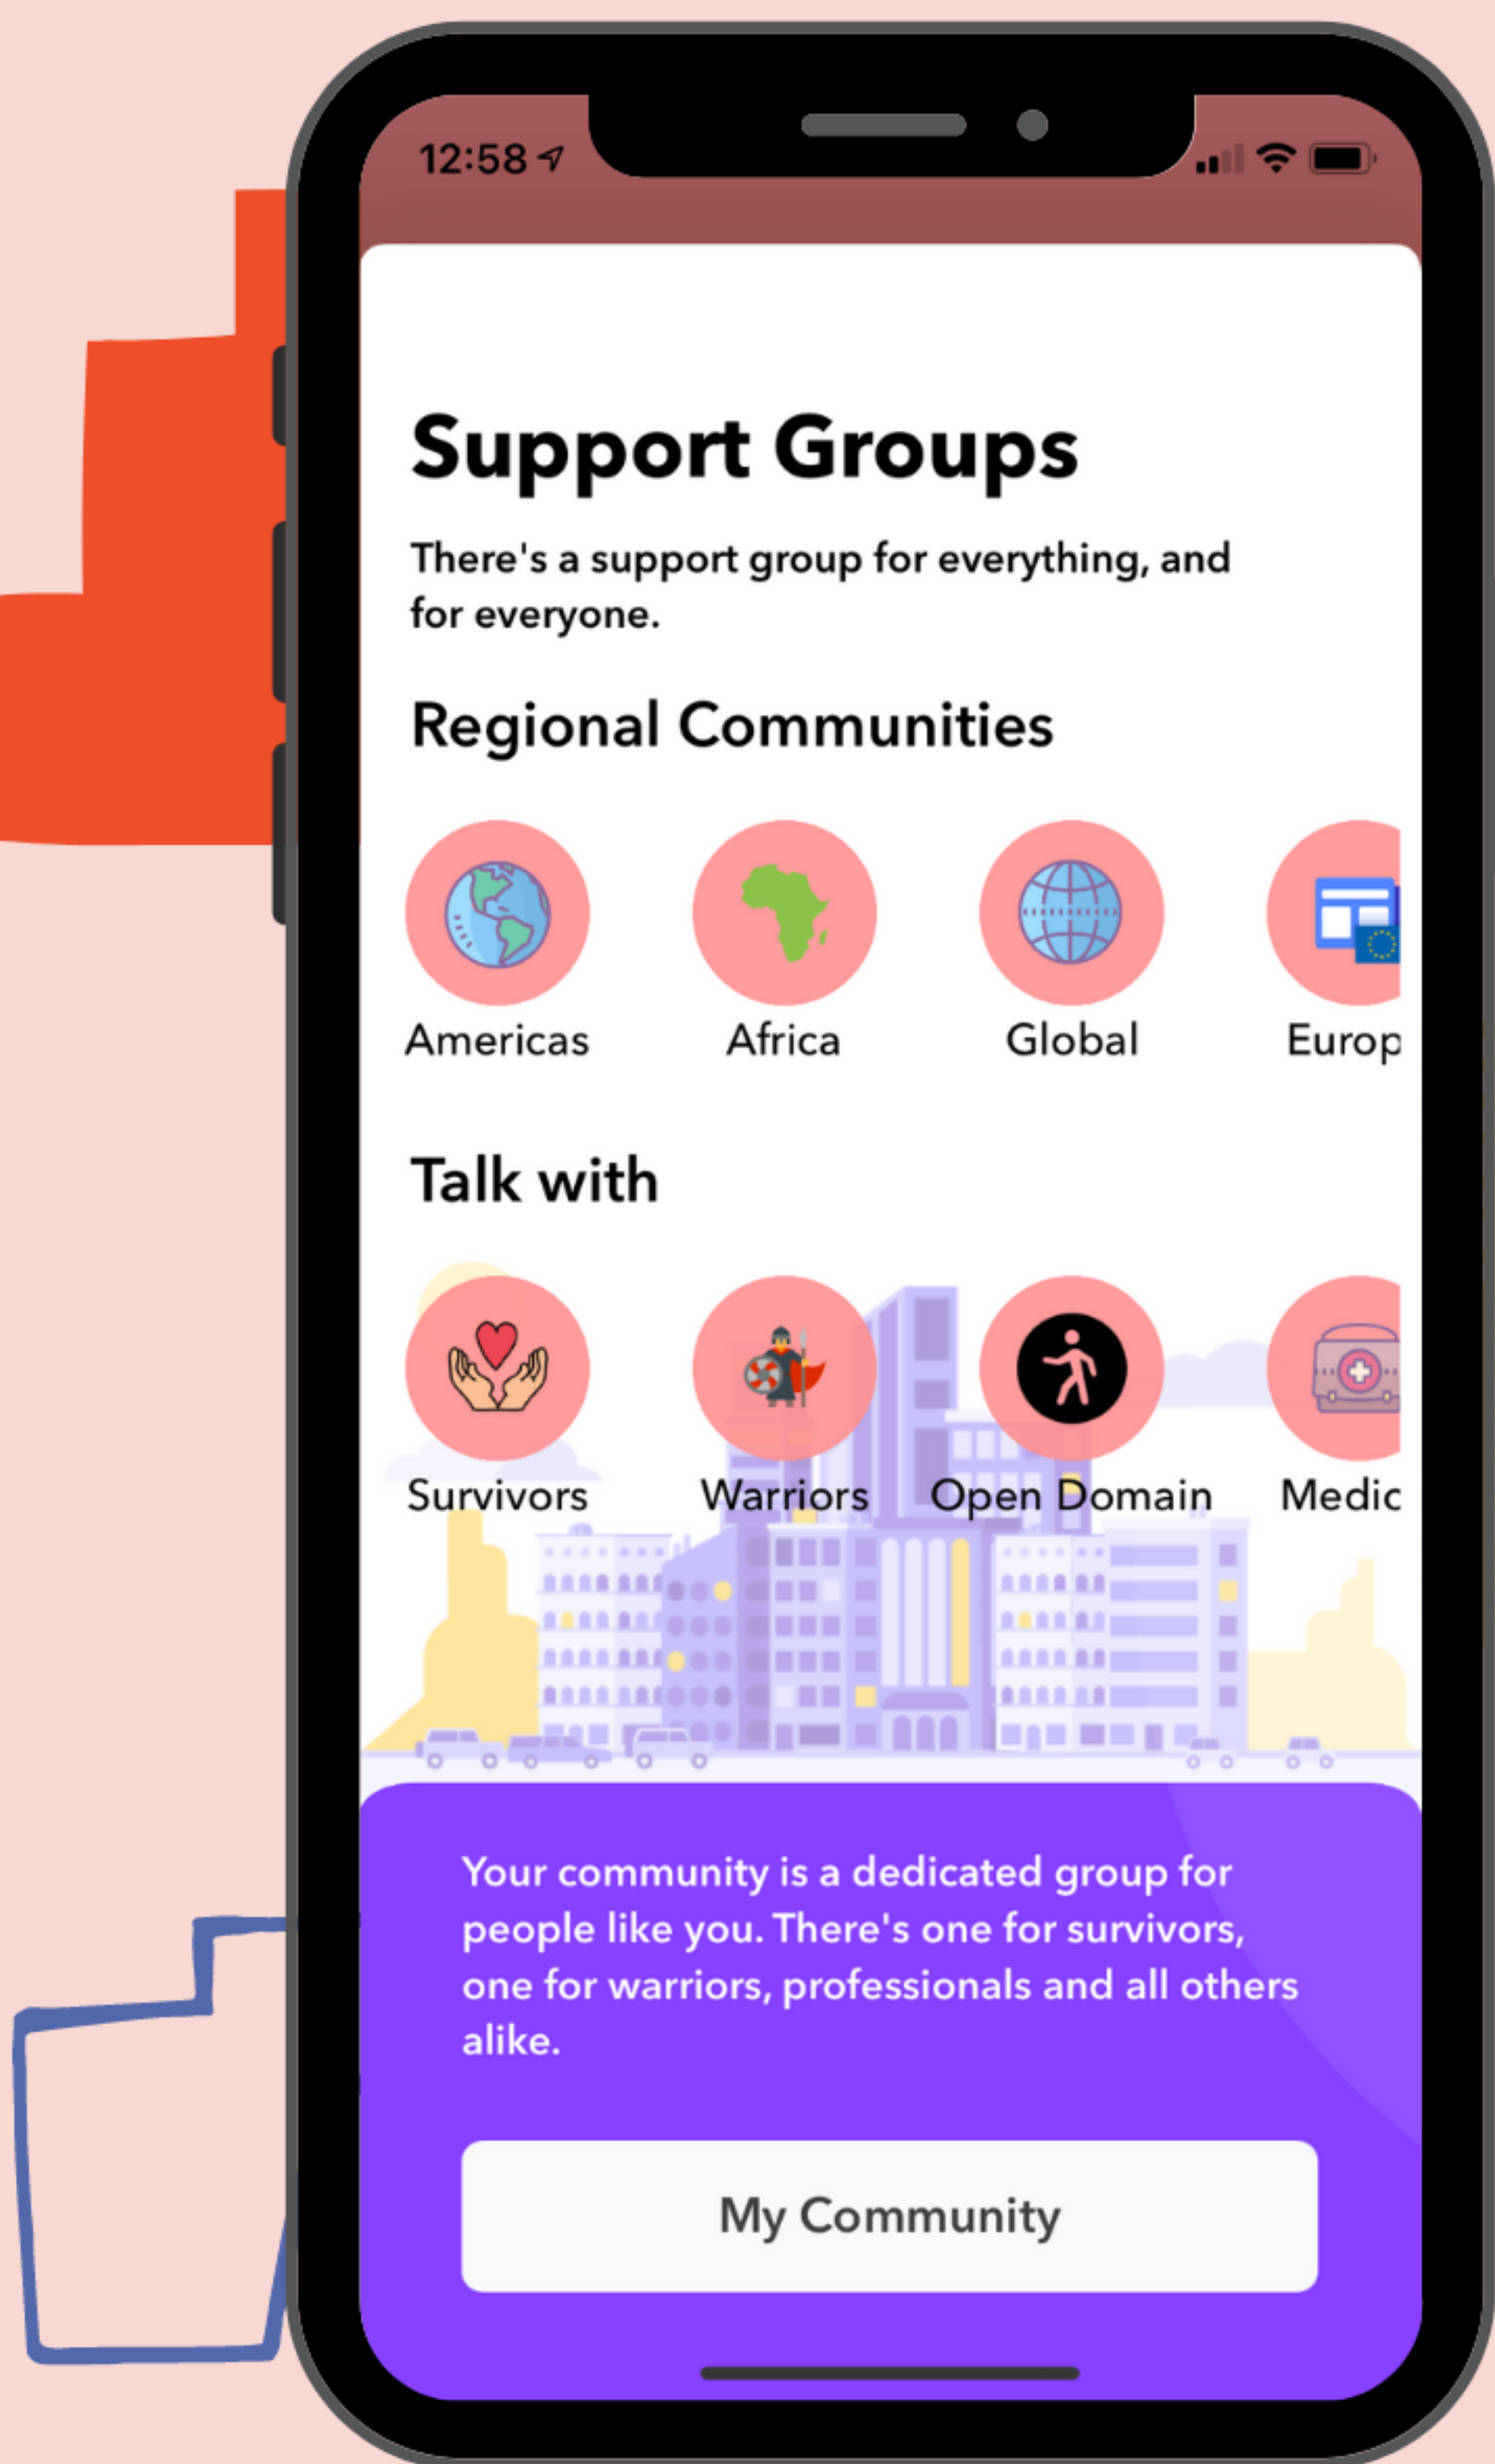 12:58
Support Groups
There's a support group for everything, and
for everyone.
Regional Communities
Americas Africa Global Europ
Talk with
Survivors Warriors Open Domain Medic
Your community is a dedicated group for
people like you. There's one for survivors,
one for warriors, professionals and all others
alike.
My Community